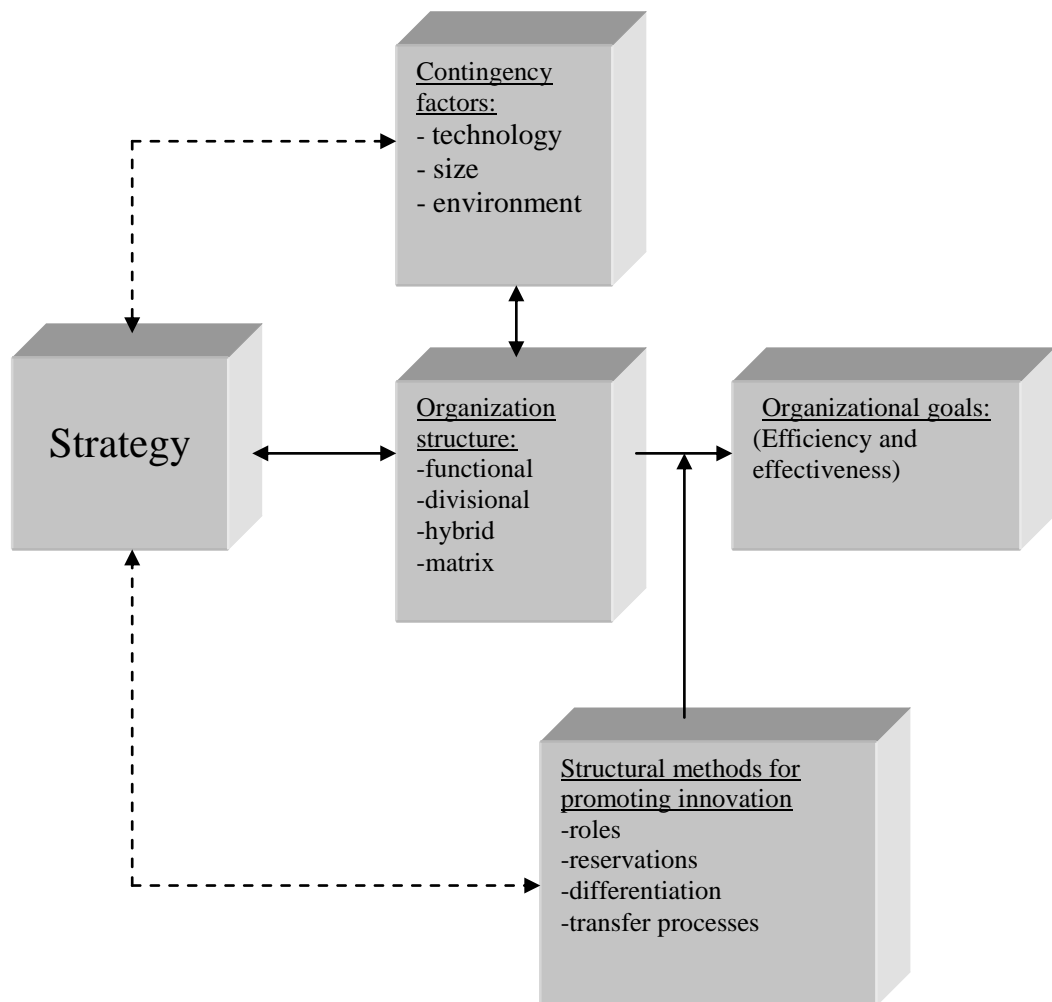 Contingency
factors:
- technology
- size
- environment
Strategy
Organization
structure:
-functional
-divisional
-hybrid
-matrix
Organizational goals:
(Efficiency and
effectiveness)
Structural methods for
promoting innovation
-roles
-reservations
-differentiation
-transfer processes